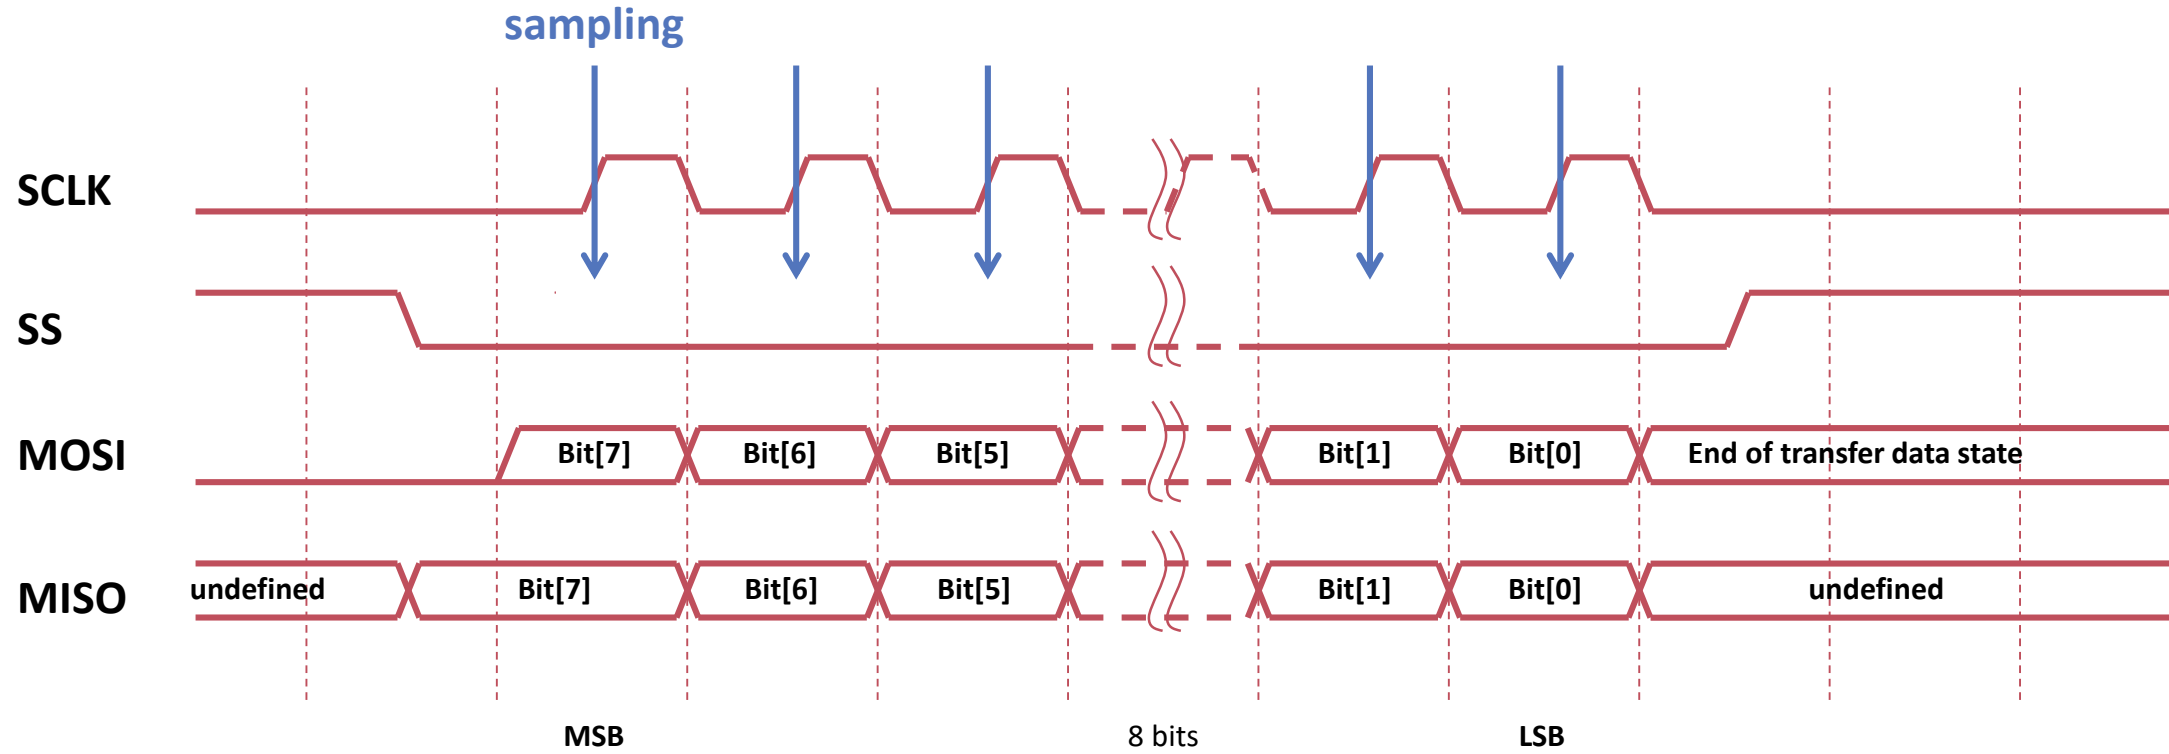 sampling
SCLK
SS
MOSI
Bit[7] Bit[6] Bit[5] Bit[1] Bit[0] End of transfer data state
MISO
undefined Bit[7] Bit[6] Bit[5] Bit[1] Bit[0] undefined
MSB 8 bits LSB